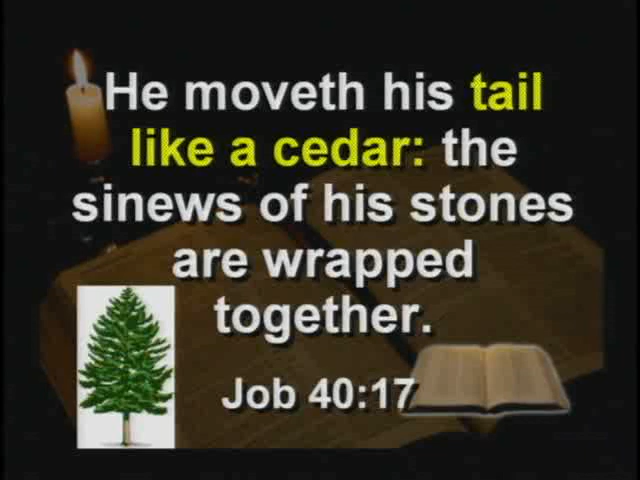 He moveth his tail
like a cedar: the
sinews of his stones
are wrapped
together.
Job 40:17